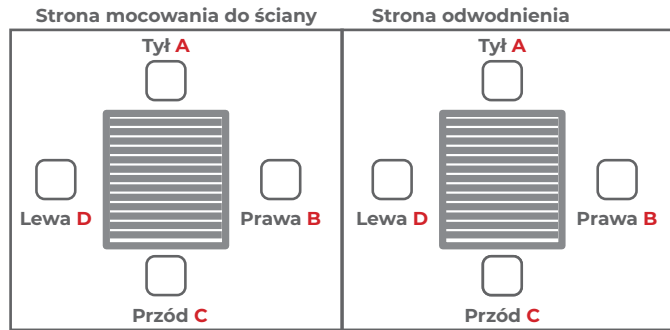 Strona mocowania do ściany
Tył A
Lewa D
Prawa B
Przód C
Strona odwodnienia
Tył A
Lewa D
Prawa B
Przód C